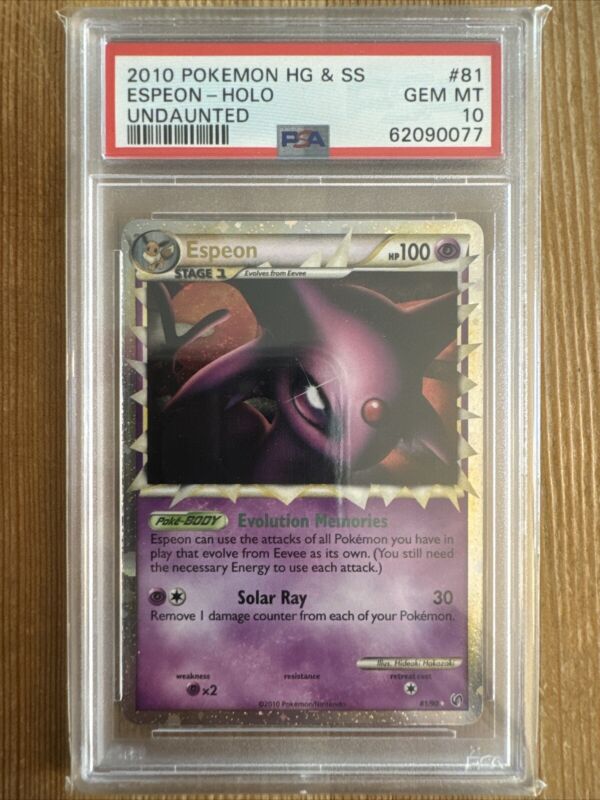 2010 POKEMON HG & SS #81
ESPEON-HOLO GEM MT
UNDAUNTED 10
PSA 62090077
Espeon HP100
STAGE 1 Evolves from Eevee
Poké-BODY Evolution Memories
Espeon can use the attacks of all Pokémon you have in
play that evolve from Eevee as its own. (You still need
the necessary Energy to use each attack.)
Solar Ray 30
Remove 1 damage counter from each of your Pokémon.
Illus. Hideaki Hakozaki
weakness resistance retreat cost
×2
©2010 Pokémon/Nintendo 81/90
PSA